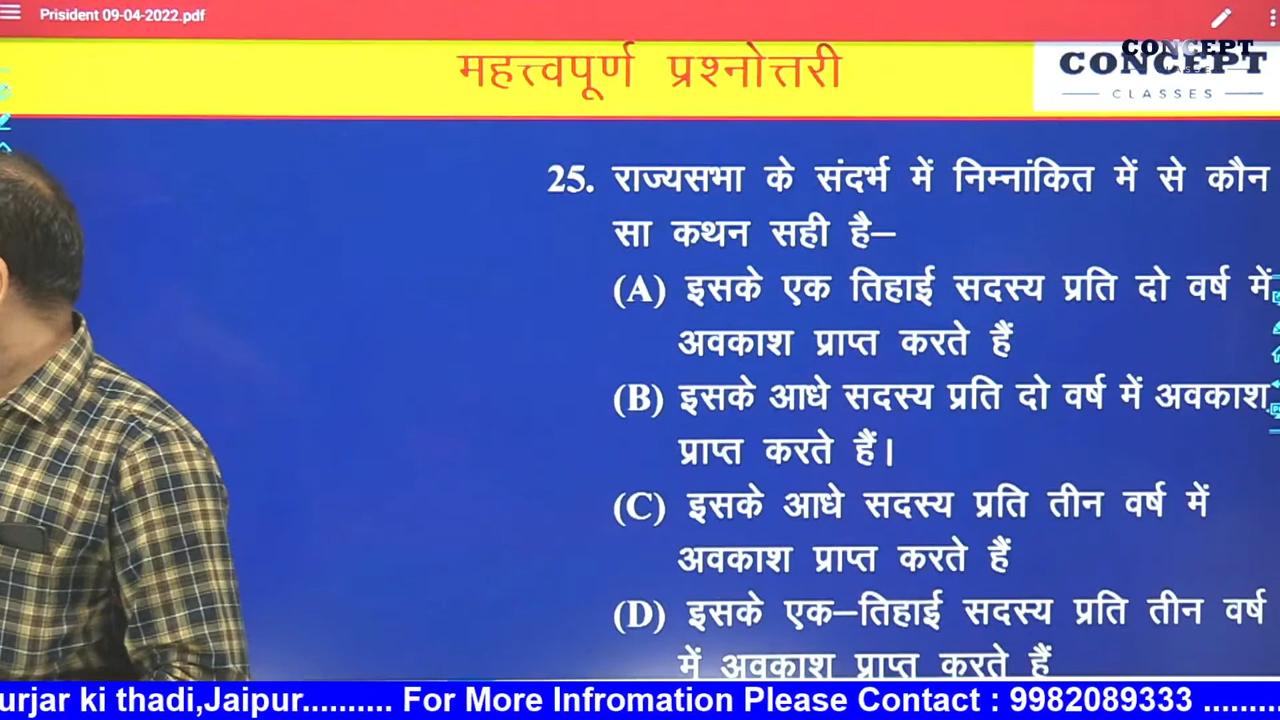 Prisident 09-04-2022.pdf
महत्त्वपूर्ण प्रश्नोत्तरी
CONCEPT
CONCEPT
CLASSES
25. राज्यसभा के संदर्भ में निम्नांकित में से कौन
सा कथन सही है–
(A) इसके एक तिहाई सदस्य प्रति दो वर्ष में
अवकाश प्राप्त करते हैं
(B) इसके आधे सदस्य प्रति दो वर्ष में अवकाश
प्राप्त करते हैं।
(C) इसके आधे सदस्य प्रति तीन वर्ष में
अवकाश प्राप्त करते हैं
(D) इसके एक–तिहाई सदस्य प्रति तीन वर्ष
में अवकाश प्राप्त करते हैं
urjar ki thadi,Jaipur.......... For More Infromation Please Contact : 9982089333 .........